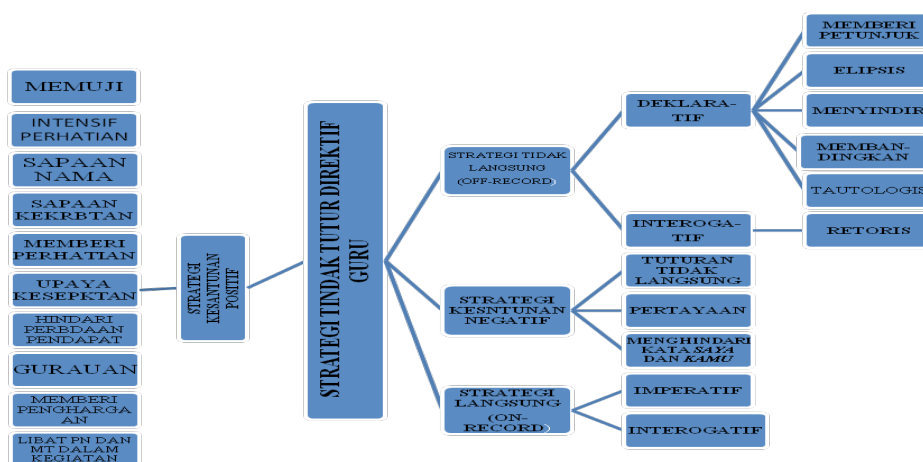 MEMUJI
INTENSIF
PERHATIAN
SAPAAN
NAMA
SAPAAN
KEKRBTAN
MEMBERI
PERHATIAN
UPAYA
KESEPKTAN
HINDARI
PERBDAAN
PENDAPAT
GURAUAN
MEMBERI
PENGHARGA
AN
LIBAT PN DAN
MT DALAM
KEGIATAN
STRATEGI
KESANTUNAN
POSITIF
STRATEGI TINDAK TUTUR DIREKTIF
GURU
STRATEGI TIDAK
LANGSUNG
(OFF-RECORD)
DEKLARA-
TIF
MEMBERI
PETUNJUK
ELIPSIS
MENYINDIR
MEMBAN-
DINGKAN
TAUTOLOGIS
INTEROGA-
TIF
RETORIS
STRATEGI
KESNTUNAN
NEGATIF
TUTURAN
TIDAK
LANGSUNG
PERTAYAAN
MENGHINDARI
KATA SAYA
DAN KAMU
STRATEGI
LANGSUNG
(ON-
RECORD)
IMPERATIF
INTEROGATIF